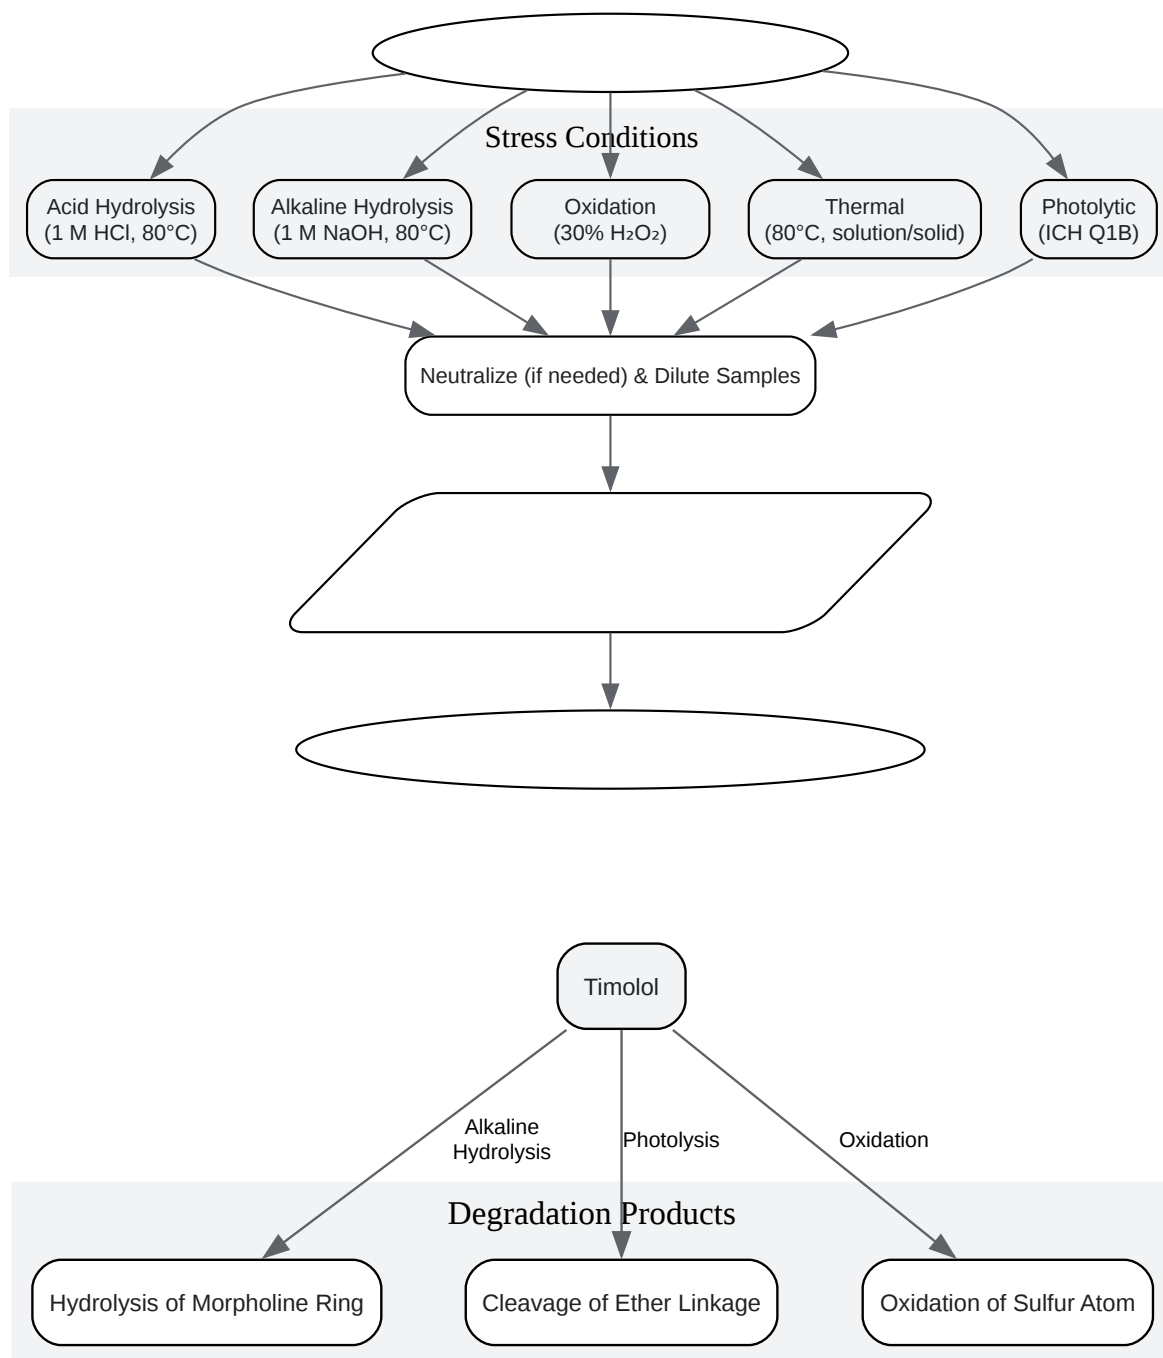 Stress Conditions
Acid Hydrolysis
(1 M HCl, 80°C)
Alkaline Hydrolysis
(1 M NaOH, 80°C)
Oxidation
(30% H₂O₂)
Thermal
(80°C, solution/solid)
Photolytic
(ICH Q1B)
Neutralize (if needed) & Dilute Samples
Timolol
Alkaline
Hydrolysis
Photolysis
Oxidation
Degradation Products
Hydrolysis of Morpholine Ring
Cleavage of Ether Linkage
Oxidation of Sulfur Atom